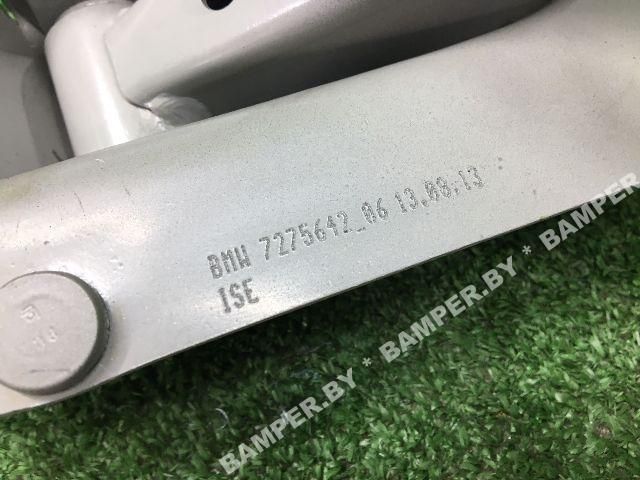 BMW 7275642_06 13.08.13
ISE
BAMPER.BY * BAMPER.BY * BAMPER